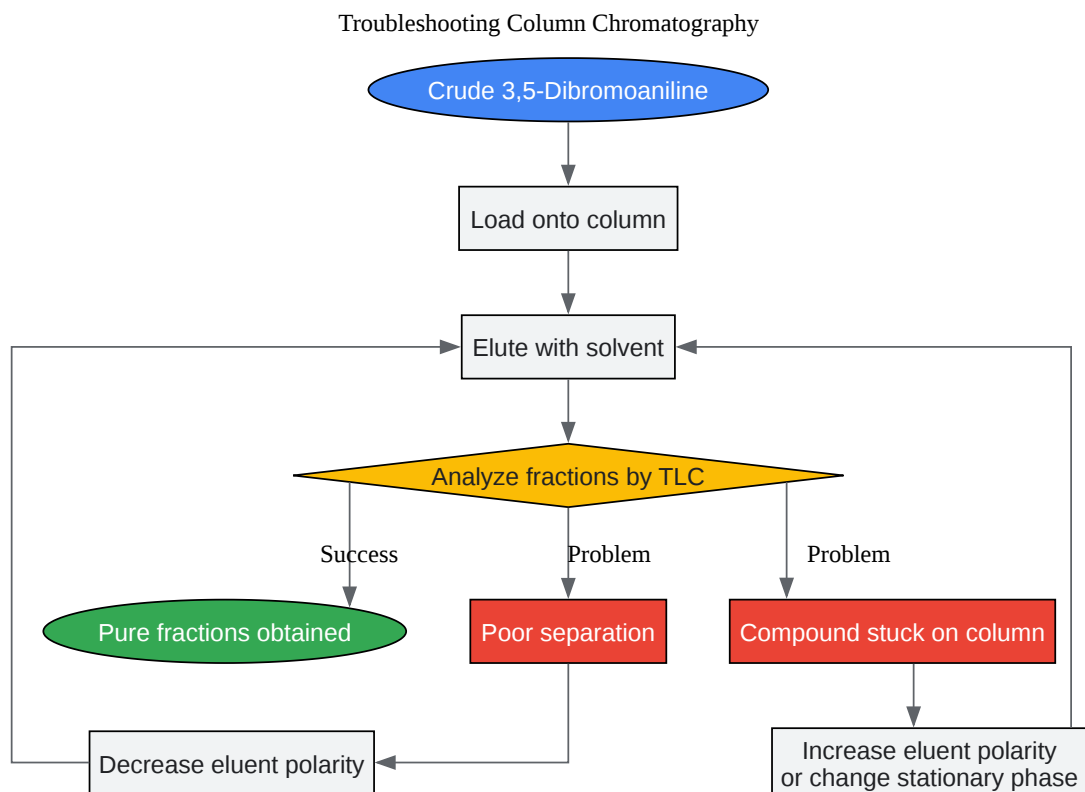 Troubleshooting Column Chromatography
Crude 3,5-Dibromoaniline
Load onto column
Elute with solvent
Analyze fractions by TLC
Success
Problem
Problem
Pure fractions obtained
Poor separation
Compound stuck on column
Decrease eluent polarity
Increase eluent polarity
or change stationary phase